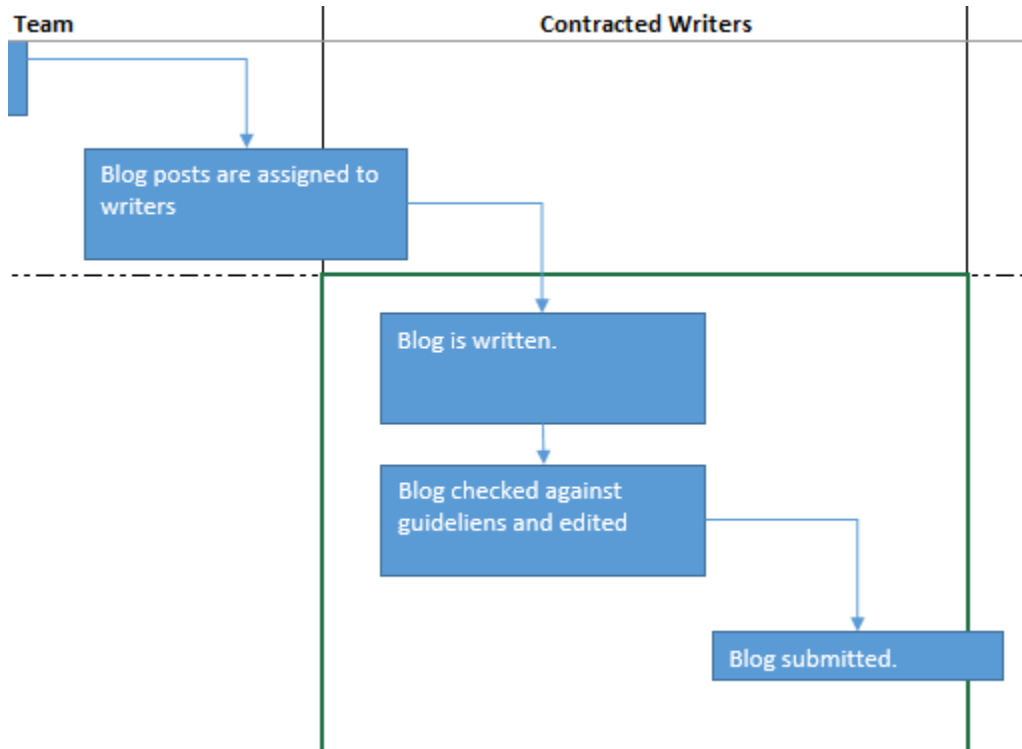 Team
Contracted Writers
Blog posts are assigned to
writers
Blog is written.
Blog checked against
guideliens and edited
Blog submitted.